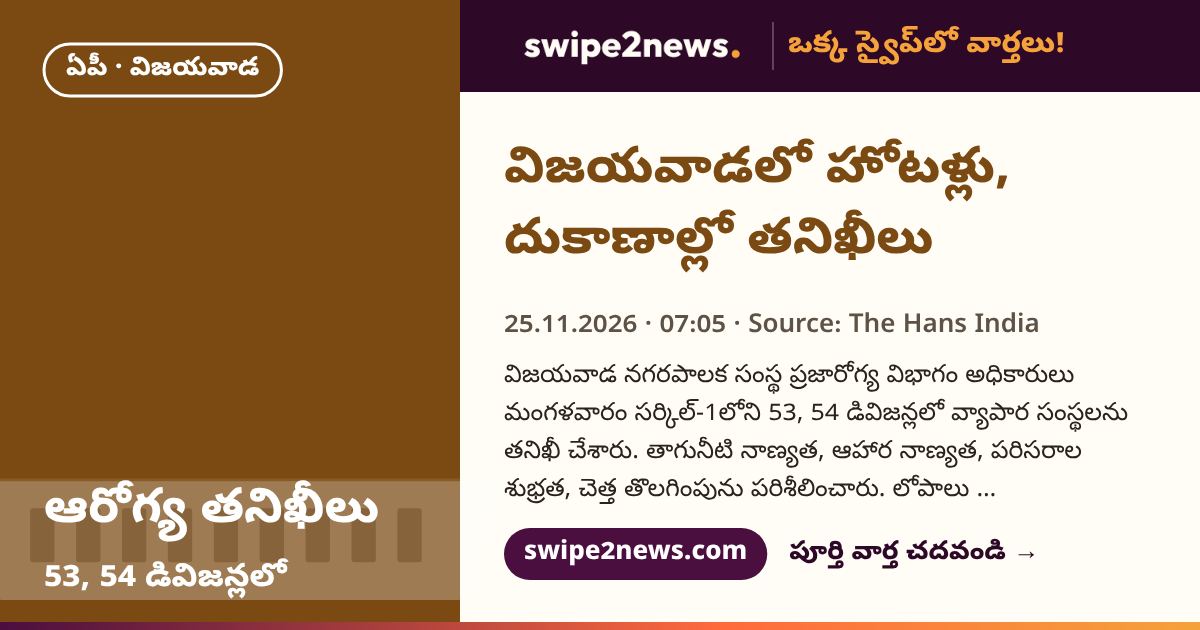 ఏపీ · విజయవాడ
swipe2news.
ఒక్క స్వైప్‌లో వార్తలు!
విజయవాడలో హోటళ్లు,
దుకాణాల్లో తనిఖీలు
25.11.2026 · 07:05 · Source: The Hans India
విజయవాడ నగరపాలక సంస్థ ప్రజారోగ్య విభాగం అధికారులు
మంగళవారం సర్కిల్-1లోని 53, 54 డివిజన్లలో వ్యాపార సంస్థలను
తనిఖీ చేశారు. తాగునీటి నాణ్యత, ఆహార నాణ్యత, పరిసరాల
శుభ్రత, చెత్త తొలగింపును పరిశీలించారు. లోపాలు ...
ఆరోగ్య తనిఖీలు
53, 54 డివిజన్లలో
swipe2news.com
పూర్తి వార్త చదవండి →